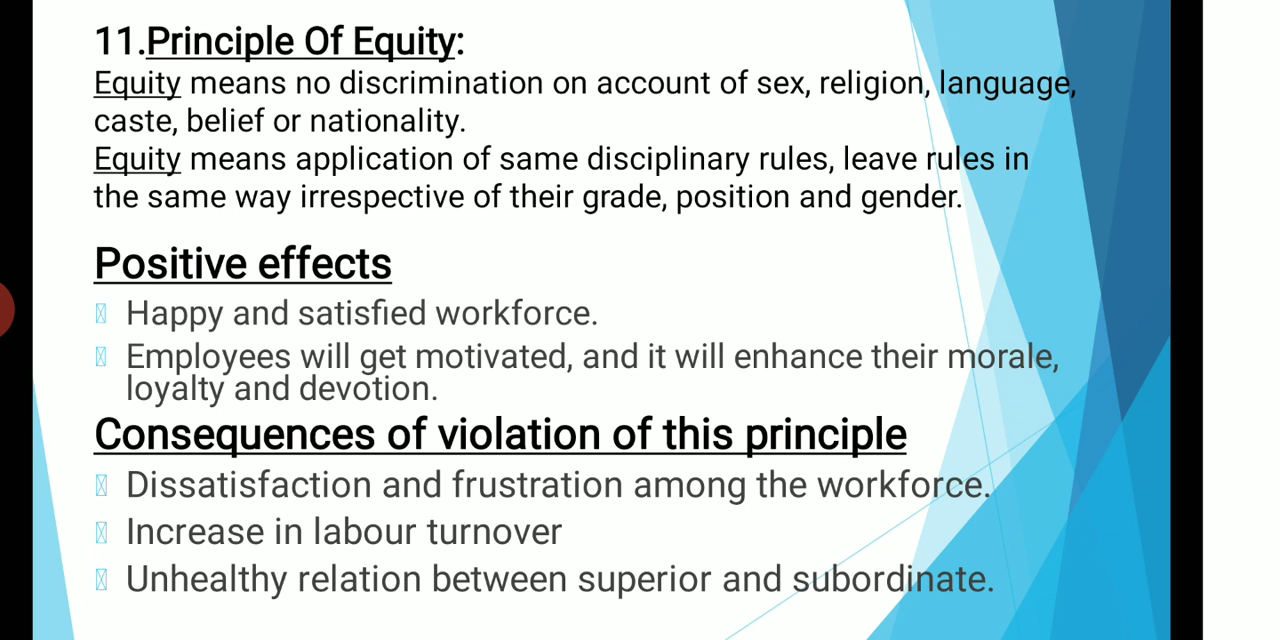 11.Principle Of Equity:
Equity means no discrimination on account of sex, religion, language,
caste, belief or nationality.
Equity means application of same disciplinary rules, leave rules in
the same way irrespective of their grade, position and gender.
Positive effects
Happy and satisfied workforce.
Employees will get motivated, and it will enhance their morale,
loyalty and devotion.
Consequences of violation of this principle
Dissatisfaction and frustration among the workforce.
Increase in labour turnover
Unhealthy relation between superior and subordinate.